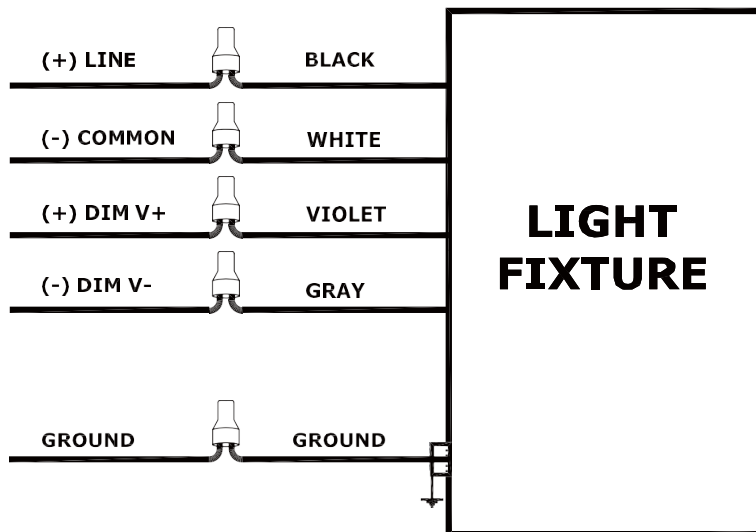 (+) LINE BLACK
(-) COMMON WHITE
(+) DIM V+ VIOLET
LIGHT
FIXTURE
(-) DIM V- GRAY
GROUND GROUND